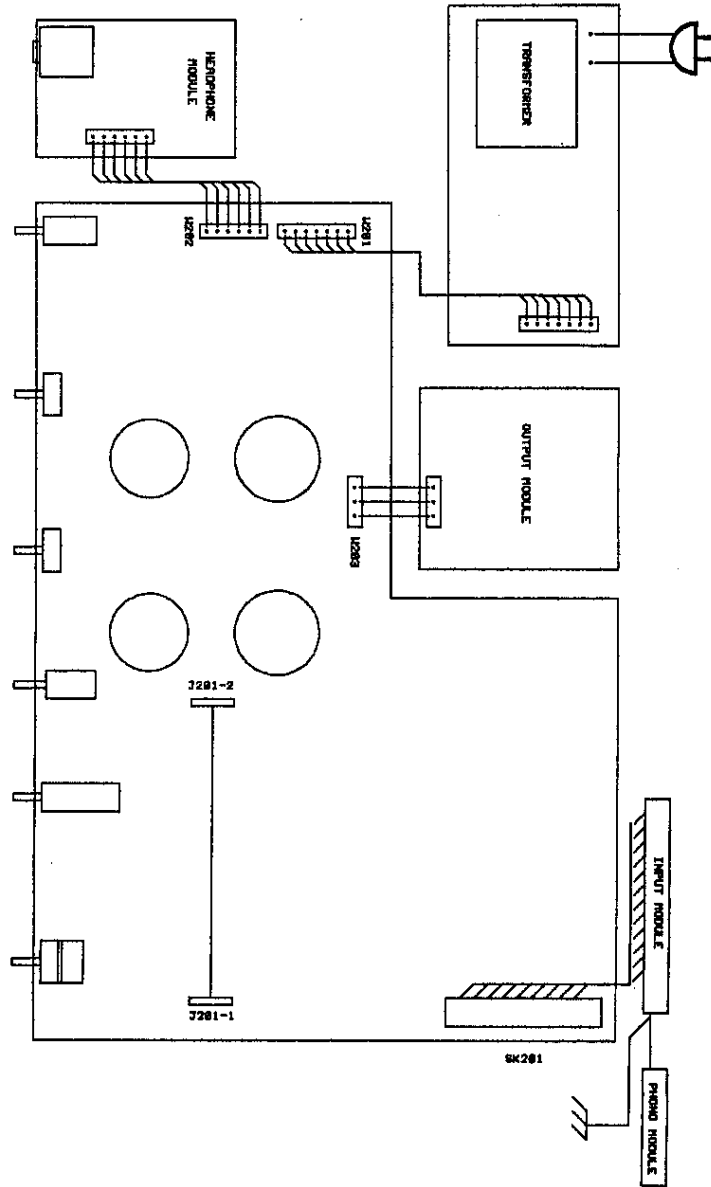 TRANSFORMER
HEADPHONE
MODULE
W202
W201
OUTPUT MODULE
W203
J201-2
INPUT MODULE
J201-1
SK201
PHONO MODULE